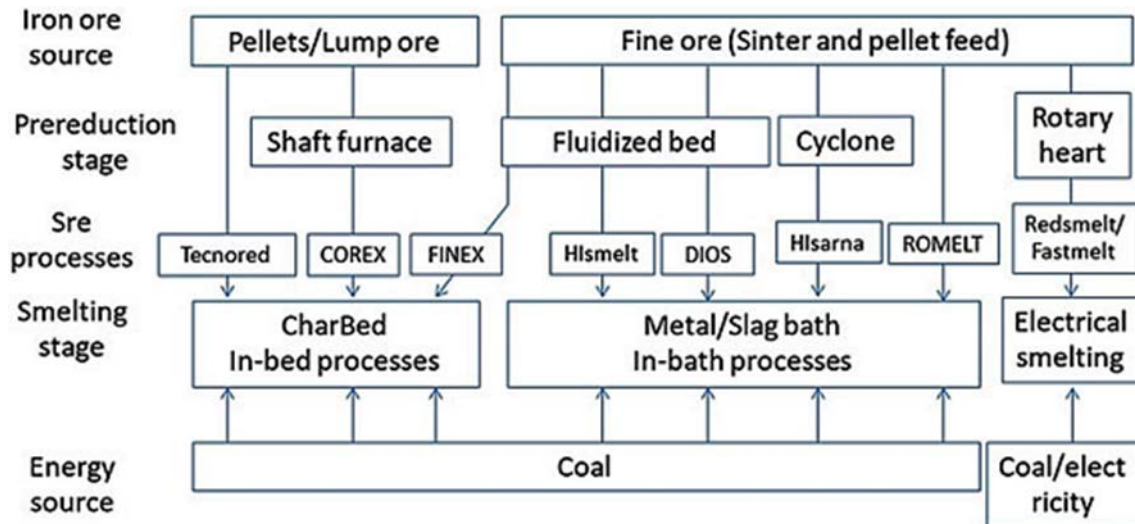 Iron ore
source
Pellets/Lump ore
Fine ore (Sinter and pellet feed)
Prereduction
stage
Shaft furnace
Fluidized bed
Cyclone
Rotary
heart
Sre
processes
Tecnored
COREX
FINEX
HIsmelt
DIOS
HIsarna
ROMELT
Redsmelt/
Fastmelt
Smelting
stage
CharBed
In-bed processes
Metal/Slag bath
In-bath processes
Electrical
smelting
Energy
source
Coal
Coal/elect
ricity